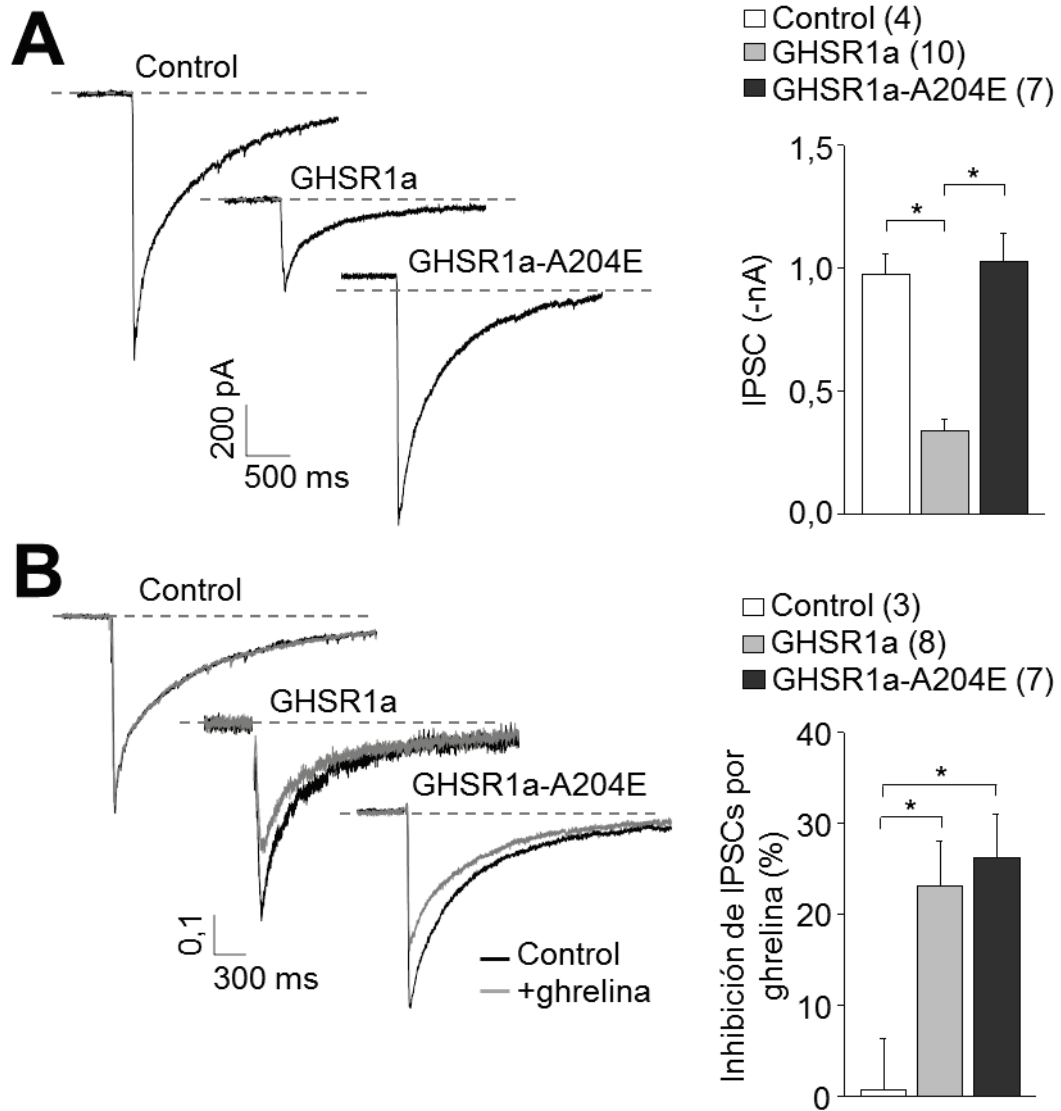 A
Control
GHSR1a
GHSR1a-A204E
200 pA
500 ms
Control (4)
GHSR1a (10)
GHSR1a-A204E (7)
IPSC (-nA)
1,5
1,0
0,5
0,0
*
*
B
Control
GHSR1a
GHSR1a-A204E
0,1
300 ms
Control
+ghrelina
Control (3)
GHSR1a (8)
GHSR1a-A204E (7)
Inhibición de IPSCs por
ghrelina (%)
40
30
20
10
0
*
*